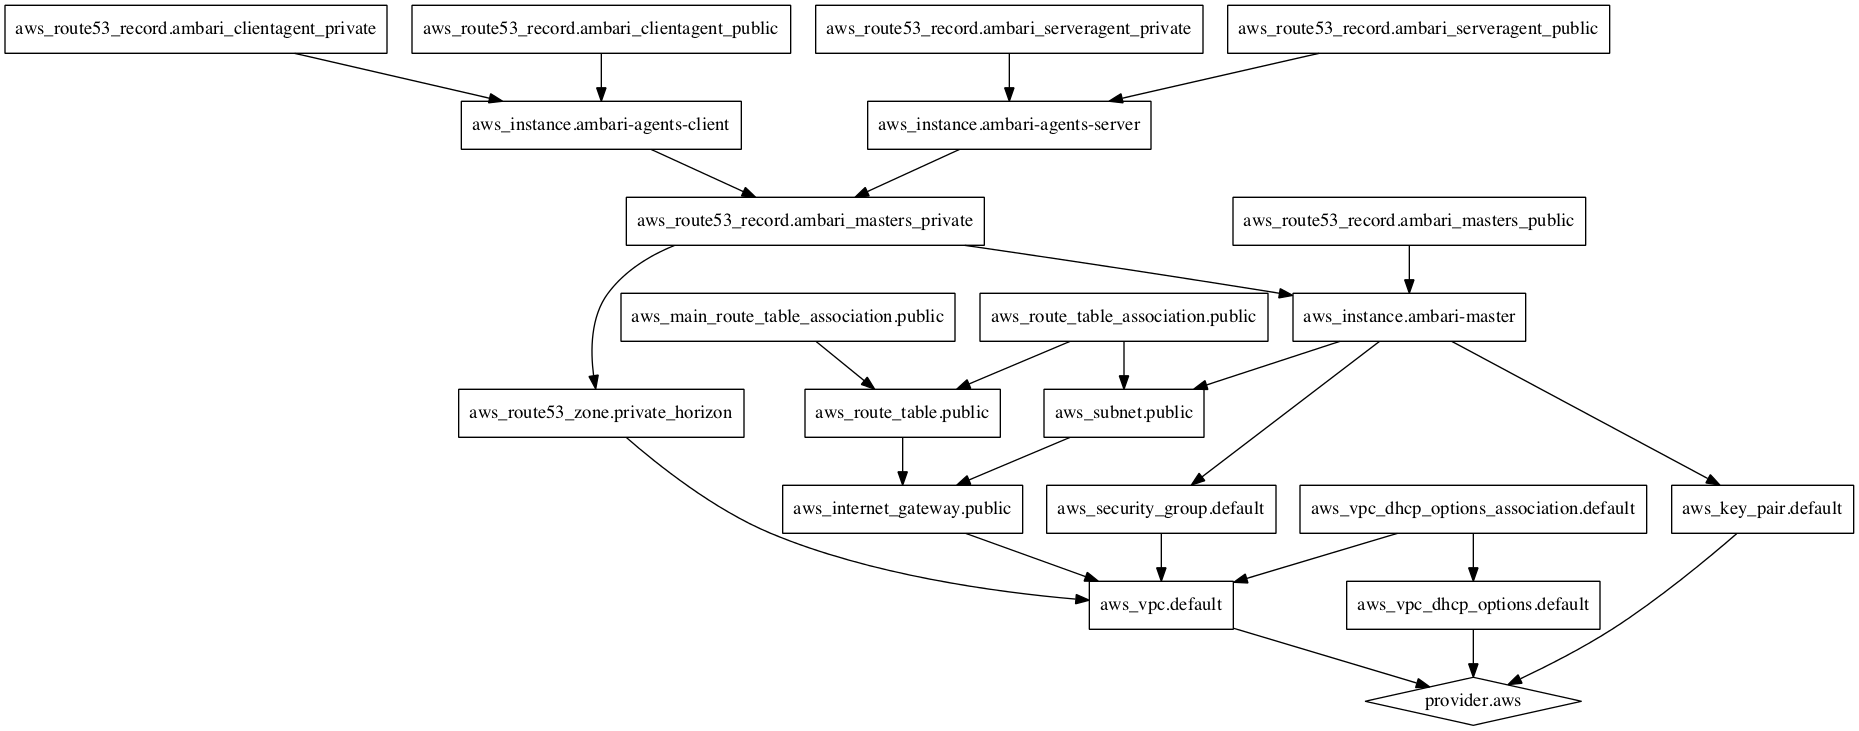 aws_route53_record.ambari_clientagent_private
aws_route53_record.ambari_clientagent_public
aws_route53_record.ambari_serveragent_private
aws_route53_record.ambari_serveragent_public
aws_instance.ambari-agents-client
aws_instance.ambari-agents-server
aws_route53_record.ambari_masters_private
aws_route53_record.ambari_masters_public
aws_main_route_table_association.public
aws_route_table_association.public
aws_instance.ambari-master
aws_route53_zone.private_horizon
aws_route_table.public
aws_subnet.public
aws_internet_gateway.public
aws_security_group.default
aws_vpc_dhcp_options_association.default
aws_key_pair.default
aws_vpc.default
aws_vpc_dhcp_options.default
provider.aws